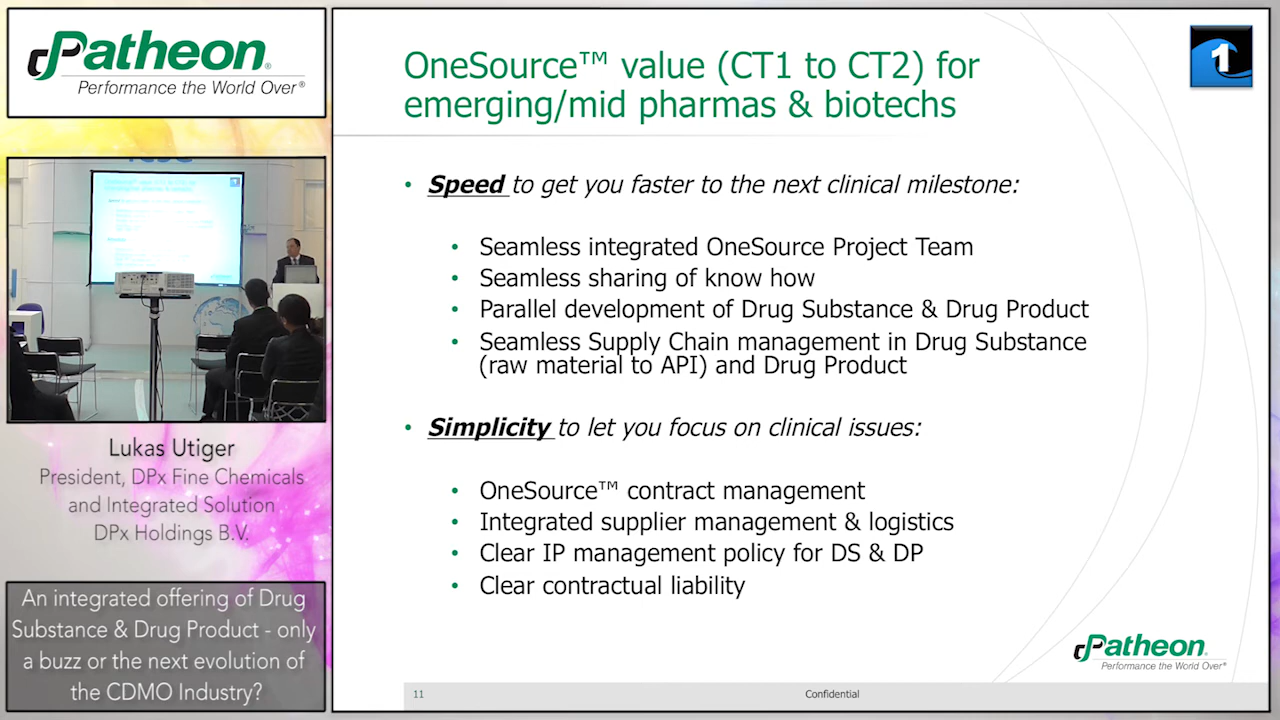 Patheon®
Performance the World Over®
Lukas Utiger
President, DPx Fine Chemicals
and Integrated Solution
DPx Holdings B.V.
An integrated offering of Drug
Substance & Drug Product - only
a buzz or the next evolution of
the CDMO Industry?
OneSource™ value (CT1 to CT2) for
emerging/mid pharmas & biotechs
1
• Speed to get you faster to the next clinical milestone:
• Seamless integrated OneSource Project Team
• Seamless sharing of know how
• Parallel development of Drug Substance & Drug Product
• Seamless Supply Chain management in Drug Substance
(raw material to API) and Drug Product
• Simplicity to let you focus on clinical issues:
• OneSource™ contract management
• Integrated supplier management & logistics
• Clear IP management policy for DS & DP
• Clear contractual liability
Patheon®
Performance the World Over®
11
Confidential